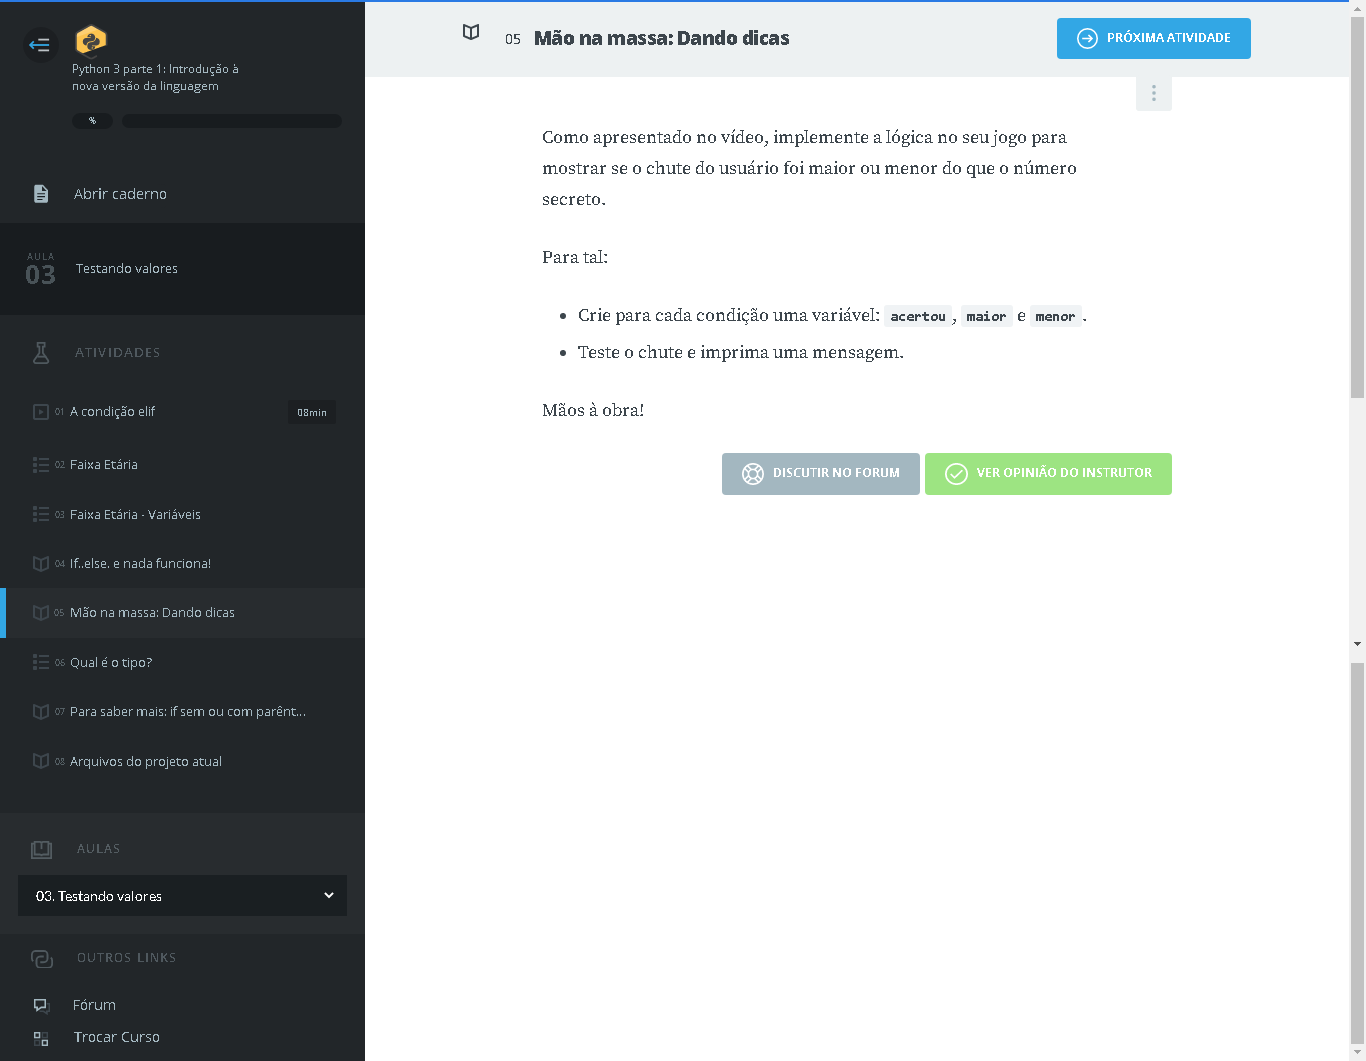 Python 3 parte 1: Introdução à
nova versão da linguagem
%
Abrir caderno
AULA
03
Testando valores
ATIVIDADES
01 A condição elif
08min
02 Faixa Etária
03 Faixa Etária - Variáveis
04 If..else. e nada funciona!
05 Mão na massa: Dando dicas
06 Qual é o tipo?
07 Para saber mais: if sem ou com parênt...
08 Arquivos do projeto atual
AULAS
03. Testando valores
OUTROS LINKS
Fórum
Trocar Curso
05 Mão na massa: Dando dicas
PRÓXIMA ATIVIDADE
Como apresentado no vídeo, implemente a lógica no seu jogo para
mostrar se o chute do usuário foi maior ou menor do que o número
secreto.
Para tal:
• Crie para cada condição uma variável: acertou, maior e menor.
• Teste o chute e imprima uma mensagem.
Mãos à obra!
DISCUTIR NO FORUM
VER OPINIÃO DO INSTRUTOR